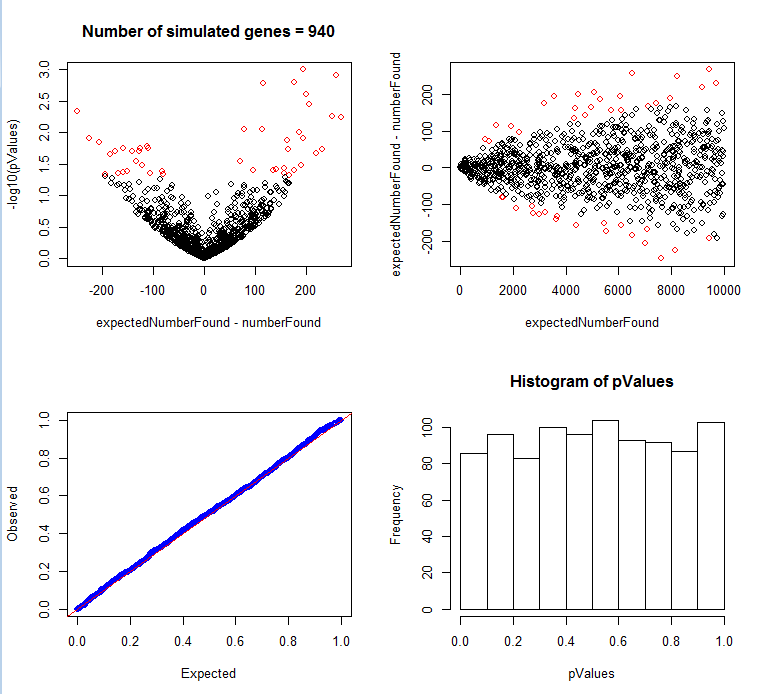 Number of simulated genes = 940
-log10(pValues)
0.0 0.5 1.0 1.5 2.0 2.5 3.0
-200 -100 0 100 200
expectedNumberFound - numberFound
expectedNumberFound - numberFound
-200 -100 0 100 200
0 2000 4000 6000 8000 10000
expectedNumberFound
Observed
0.0 0.2 0.4 0.6 0.8 1.0
0.0 0.2 0.4 0.6 0.8 1.0
Expected
Histogram of pValues
Frequency
0 20 40 60 80 100
0.0 0.2 0.4 0.6 0.8 1.0
pValues